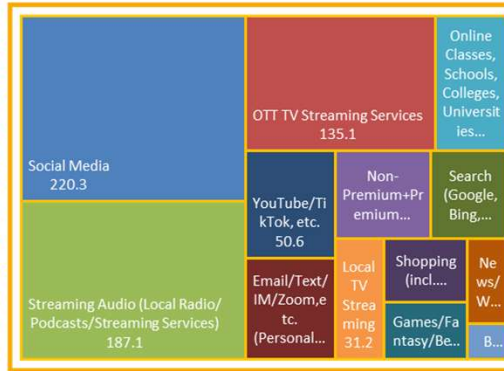 Social Media
220.3
Streaming Audio (Local Radio/
Podcasts/Streaming Services)
187.1
OTT TV Streaming Services
135.1
Online
Classes,
Schools,
Colleges,
Universit
ies...
YouTube/Ti
kTok, etc.
50.6
Non-
Premium+Pr
emium...
Search
(Google,
Bing,...
Email/Text/
IM/Zoom,e
tc.
(Personal...
Local
TV
Strea
ming
31.2
Shopping
(incl....
Games/Fa
ntasy/Be...
Ne
ws/
W...
B...